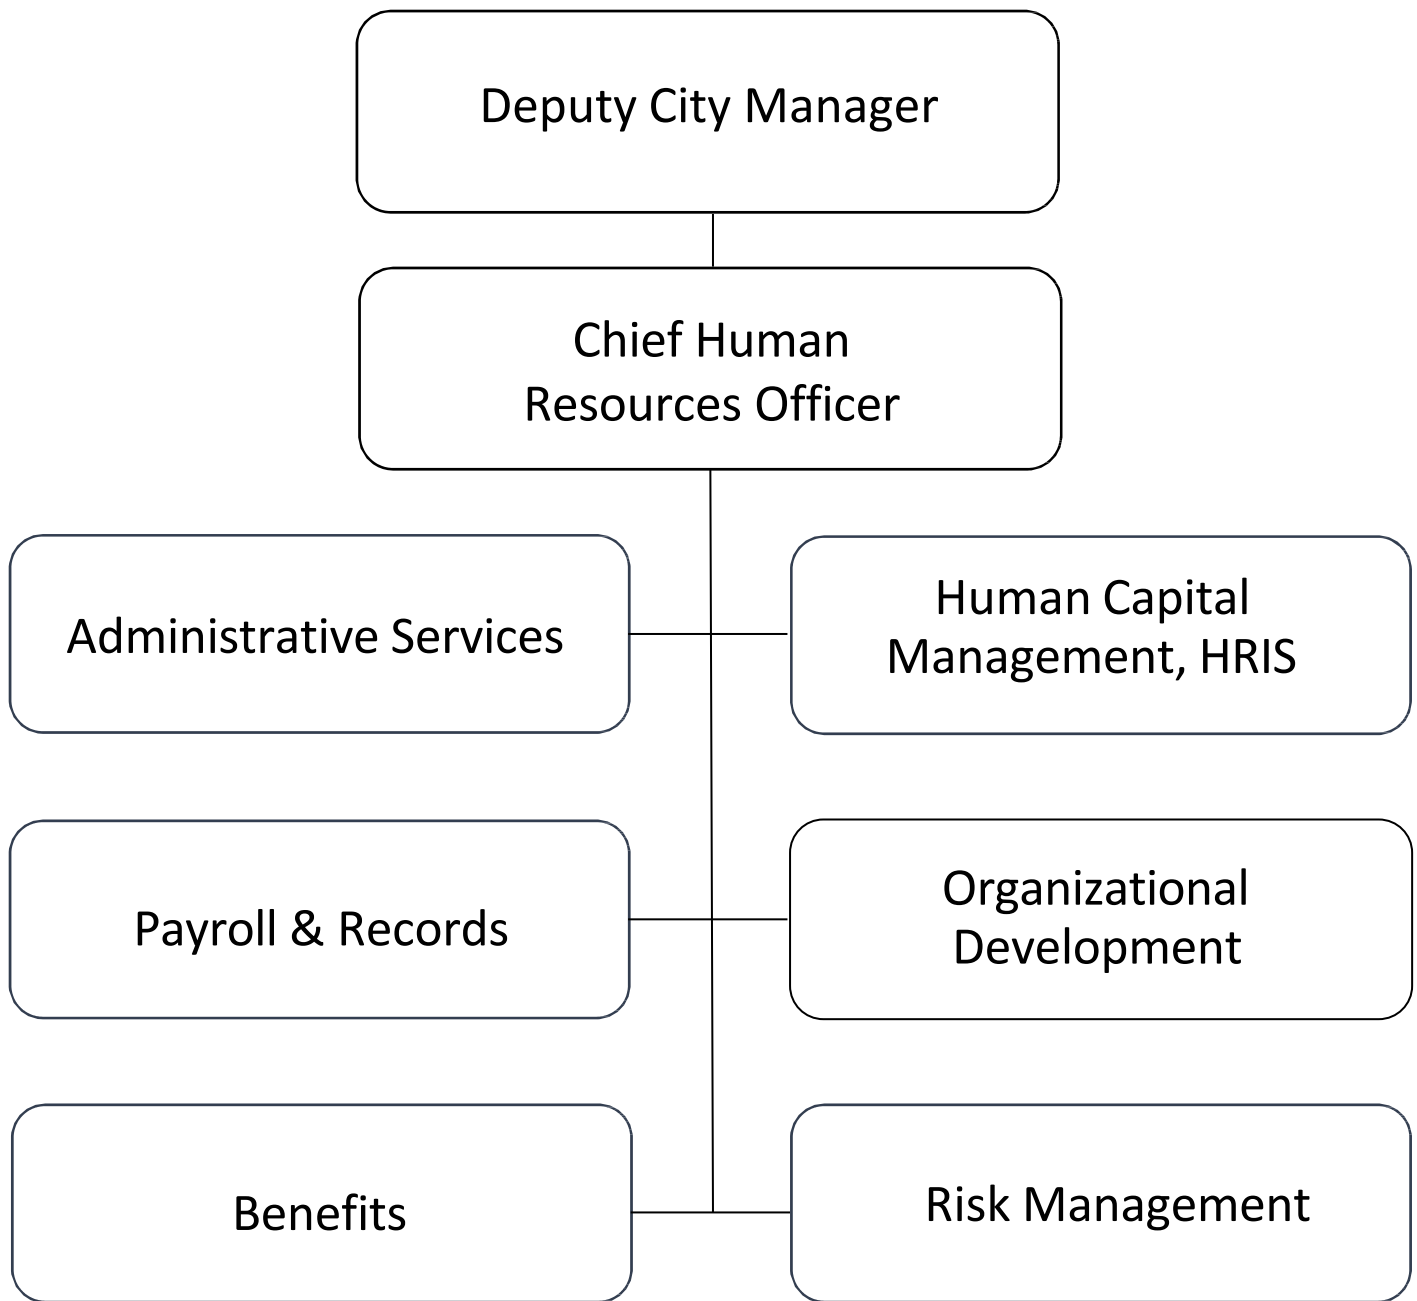 Deputy City Manager
Chief Human
Resources Officer
Administrative Services
Human Capital
Management, HRIS
Payroll & Records
Organizational
Development
Benefits
Risk Management